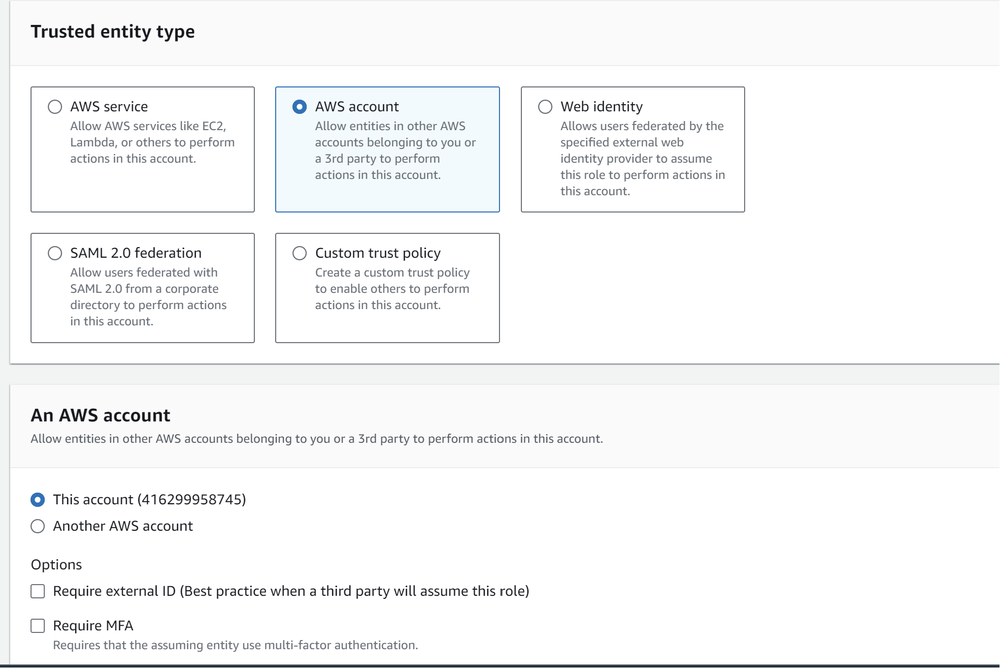 Trusted entity type
AWS service
Allow AWS services like EC2,
Lambda, or others to perform
actions in this account.
AWS account
Allow entities in other AWS
accounts belonging to you or
a 3rd party to perform
actions in this account.
Web identity
Allows users federated by the
specified external web
identity provider to assume
this role to perform actions in
this account.
SAML 2.0 federation
Allow users federated with
SAML 2.0 from a corporate
directory to perform actions
in this account.
Custom trust policy
Create a custom trust policy
to enable others to perform
actions in this account.
An AWS account
Allow entities in other AWS accounts belonging to you or a 3rd party to perform actions in this account.
This account (416299958745)
Another AWS account
Options
Require external ID (Best practice when a third party will assume this role)
Require MFA
Requires that the assuming entity use multi-factor authentication.